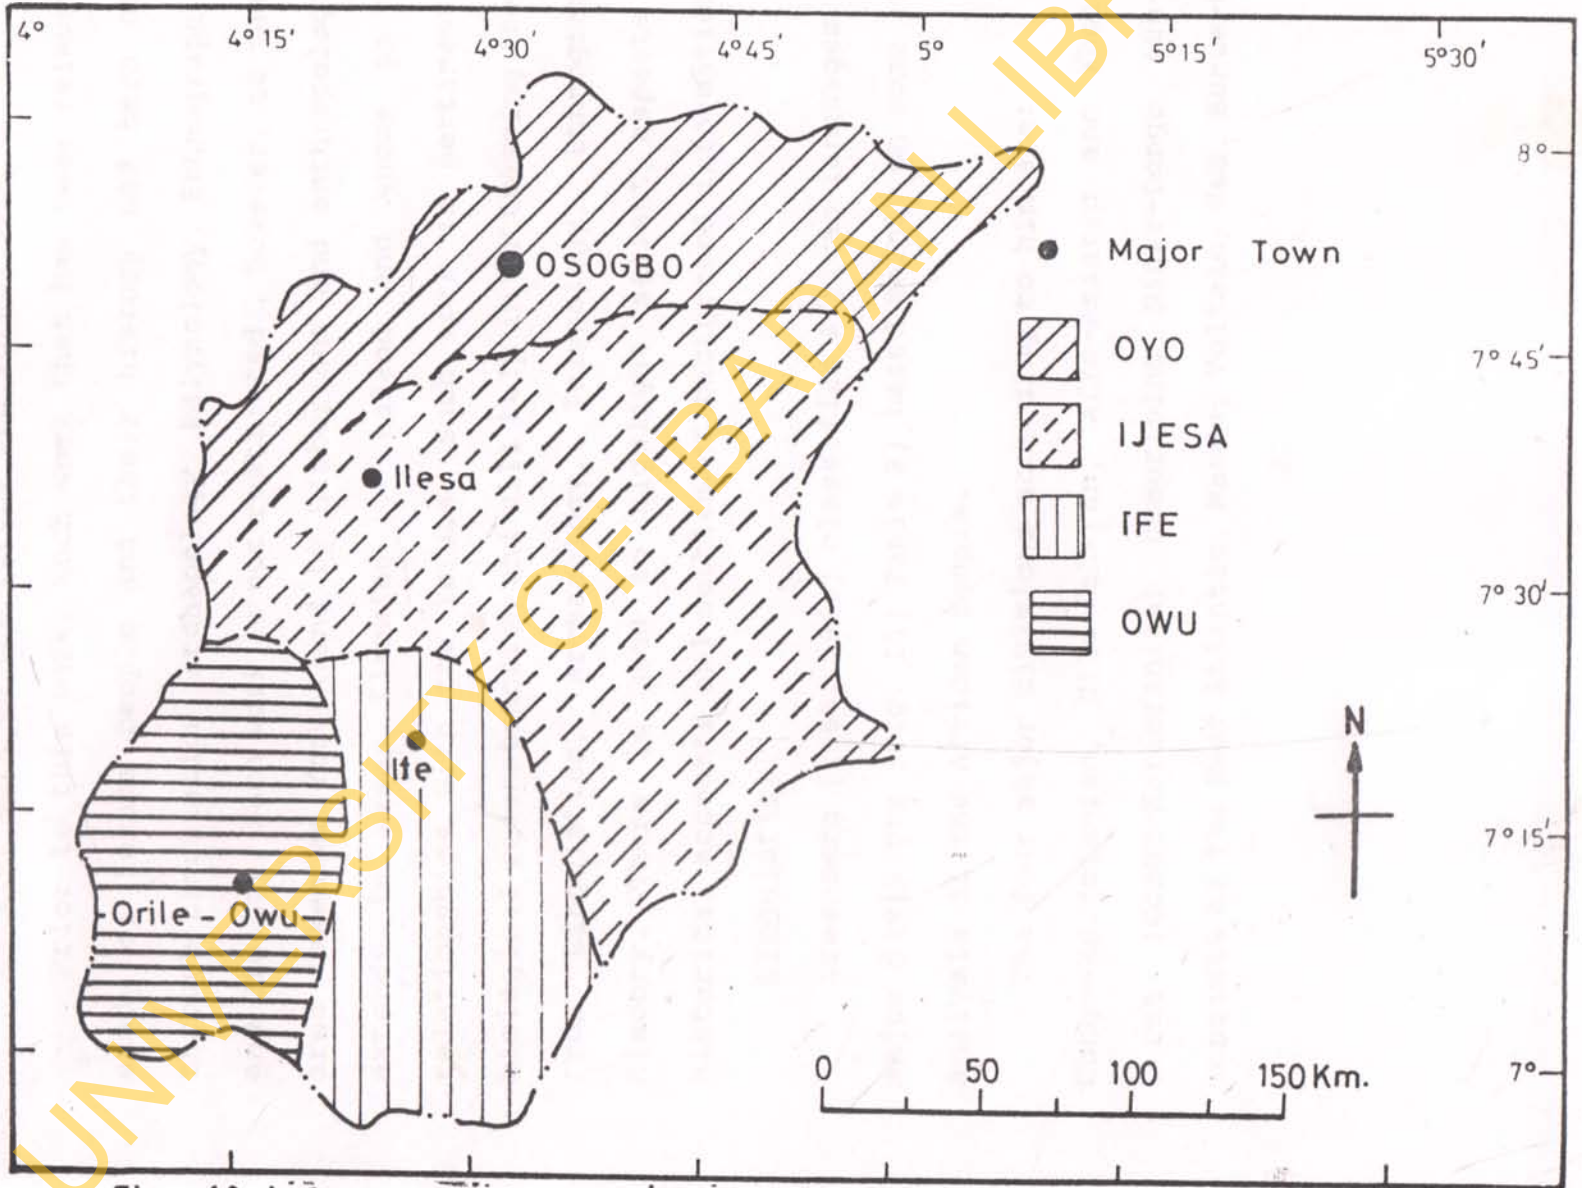 4° 4°15' 4°30' 4°45' 5° 5°15' 5°30'
8°
OSOGBO
Major Town
OYO
7°45'
IJESA
Ilesa
IFE
7°30'
OWU
N
Ife
7°15'
Orile - Owu
0 50 100 150 Km.
7°
UNIVERSITY OF IBADAN LIBR